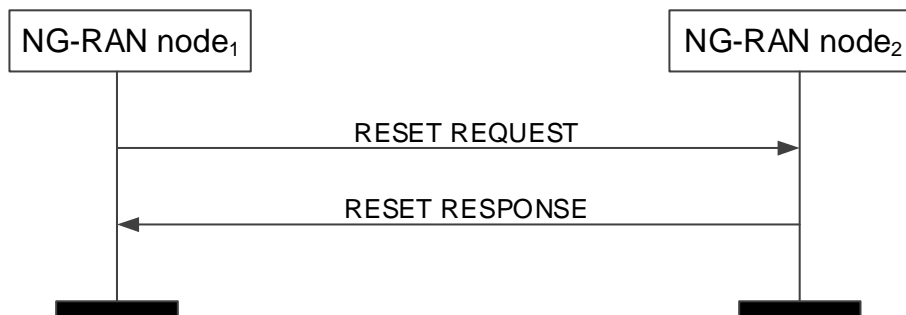 NG-RAN node₁
NG-RAN node₂
RESET REQUEST
RESET RESPONSE